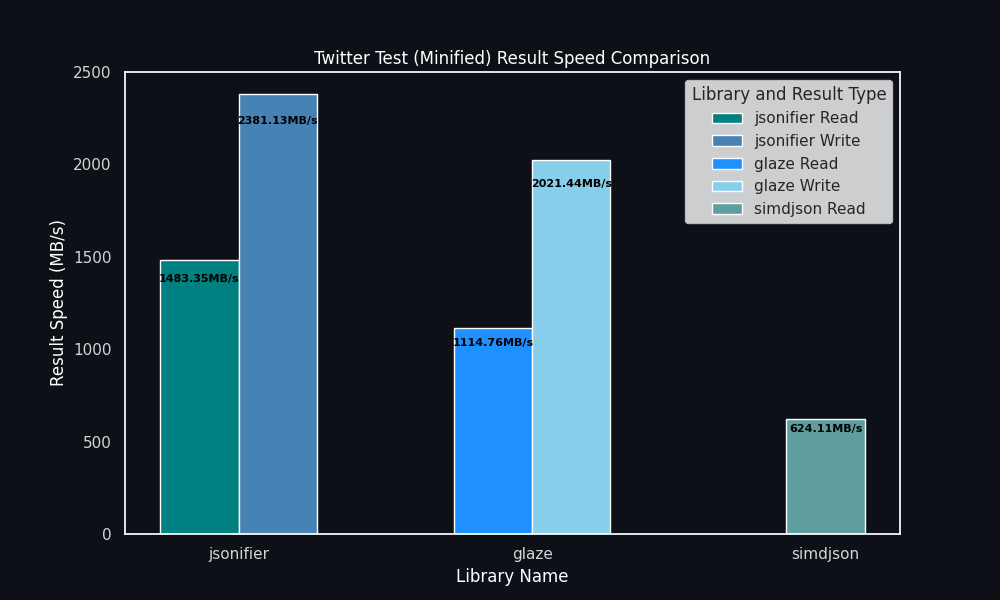 Twitter Test (Minified) Result Speed Comparison
Result Speed (MB/s)
2500
2000
1500
1000
500
0
2381.13MB/s
1483.35MB/s
2021.44MB/s
1114.76MB/s
624.11MB/s
Library and Result Type
jsonifier Read
jsonifier Write
glaze Read
glaze Write
simdjson Read
jsonifier
glaze
simdjson
Library Name